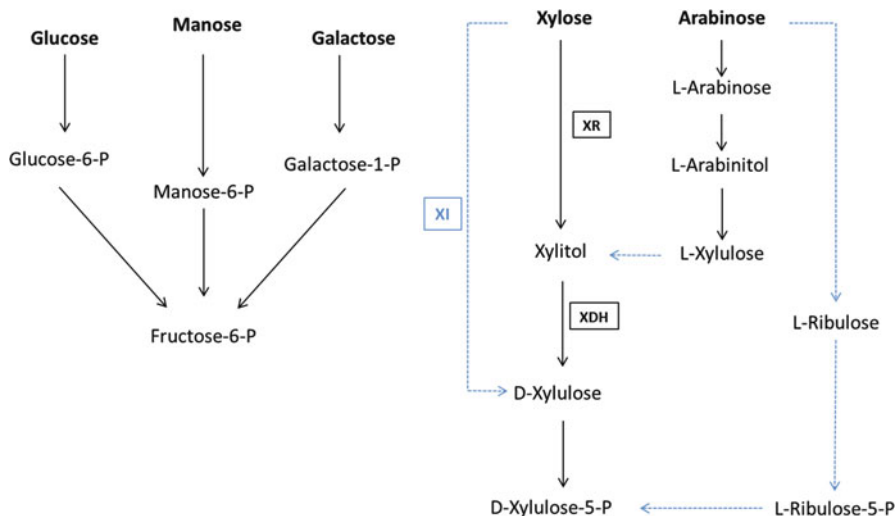 Glucose
Manose
Galactose
Glucose-6-P
Manose-6-P
Galactose-1-P
Fructose-6-P
Xylose
Arabinose
XI
XR
L-Arabinose
L-Arabinitol
Xylitol
L-Xylulose
XDH
L-Ribulose
D-Xylulose
D-Xylulose-5-P
L-Ribulose-5-P